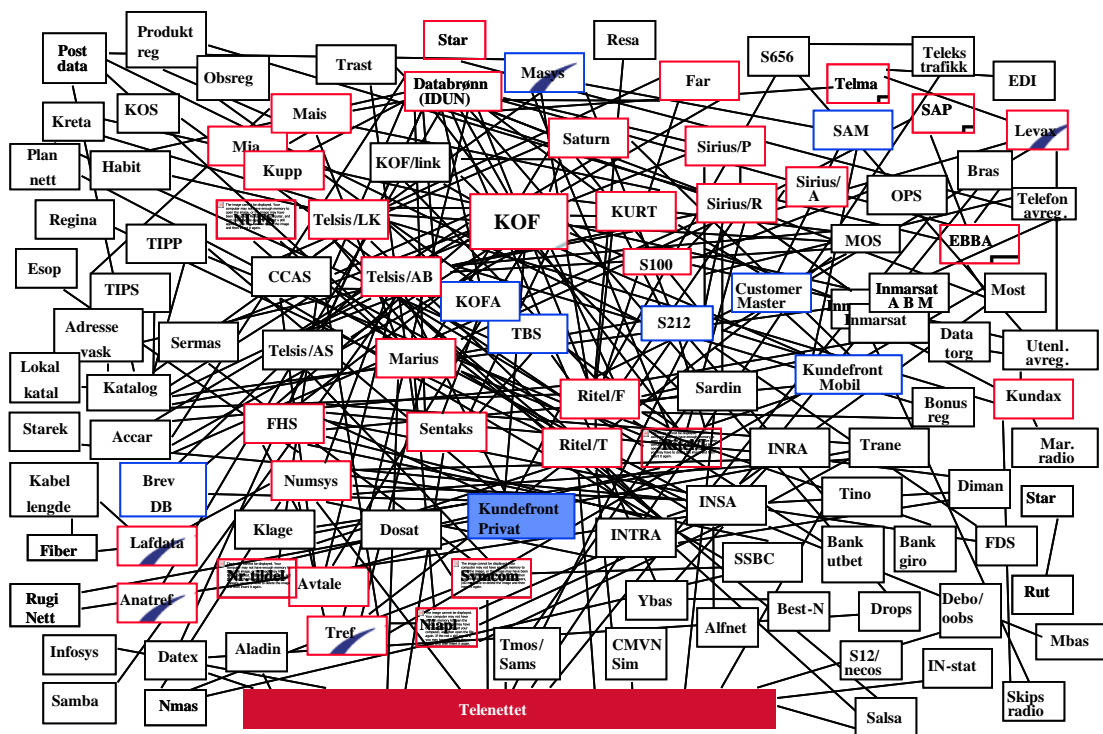 Produkt
reg
Star
Resa
S656
Teleks
trafikk
Post
data
Obsreg
Trast
Databrønn
(IDUN)
Masys
Far
Telma
EDI
KOS
Mais
SAP
Kreta
Mia
KOF/link
Saturn
Sirius/P
SAM
Levax
Plan
nett
Habit
Kupp
Sirius/
A
OPS
Bras
Telefon
avreg.
Regina
NUFS
Telsis/LK
KOF
KURT
Sirius/R
MOS
EBBA
TIPP
Esop
CCAS
Telsis/AB
S100
Customer
Master
Inmarsat
A B M
Most
TIPS
KOFA
Inm
Inmarsat
Adresse
vask
Sermas
Telsis/AS
TBS
S212
Data
torg
Utenl.
avreg.
Lokal
katal
Katalog
Marius
Sardin
Kundefront
Mobil
Ritel/F
Bonus
reg
Kundax
Starek
Accar
FHS
Sentaks
Ritel/T
INRA
Trane
Mar.
radio
Kabel
lengde
Brev
DB
Numsys
Tino
Diman
Star
Kundefront
Privat
INSA
Fiber
Lafdata
Klage
Dosat
INTRA
SSBC
Bank
utbet
Bank
giro
FDS
Rugi
Nett
Anatref
Nr.tildel
Avtale
Symcom
Ybas
Best-N
Drops
Debo/
oobs
Rut
Tref
Niapl
Alfnet
Infosys
Datex
Aladin
Tmos/
Sams
CMVN
Sim
S12/
necos
IN-stat
Mbas
Samba
Nmas
Telenettet
Salsa
Skips
radio